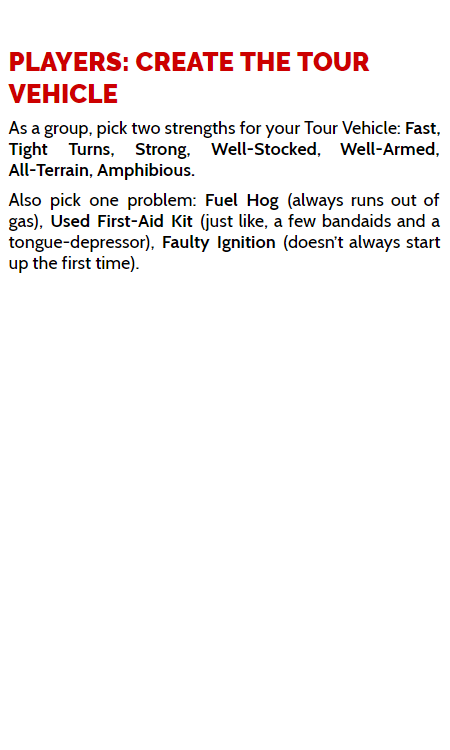 PLAYERS: CREATE THE TOUR
VEHICLE
As a group, pick two strengths for your Tour Vehicle: Fast,
Tight Turns, Strong, Well-Stocked, Well-Armed,
All-Terrain, Amphibious.
Also pick one problem: Fuel Hog (always runs out of
gas), Used First-Aid Kit (just like, a few bandaids and a
tongue-depressor), Faulty Ignition (doesn't always start
up the first time).